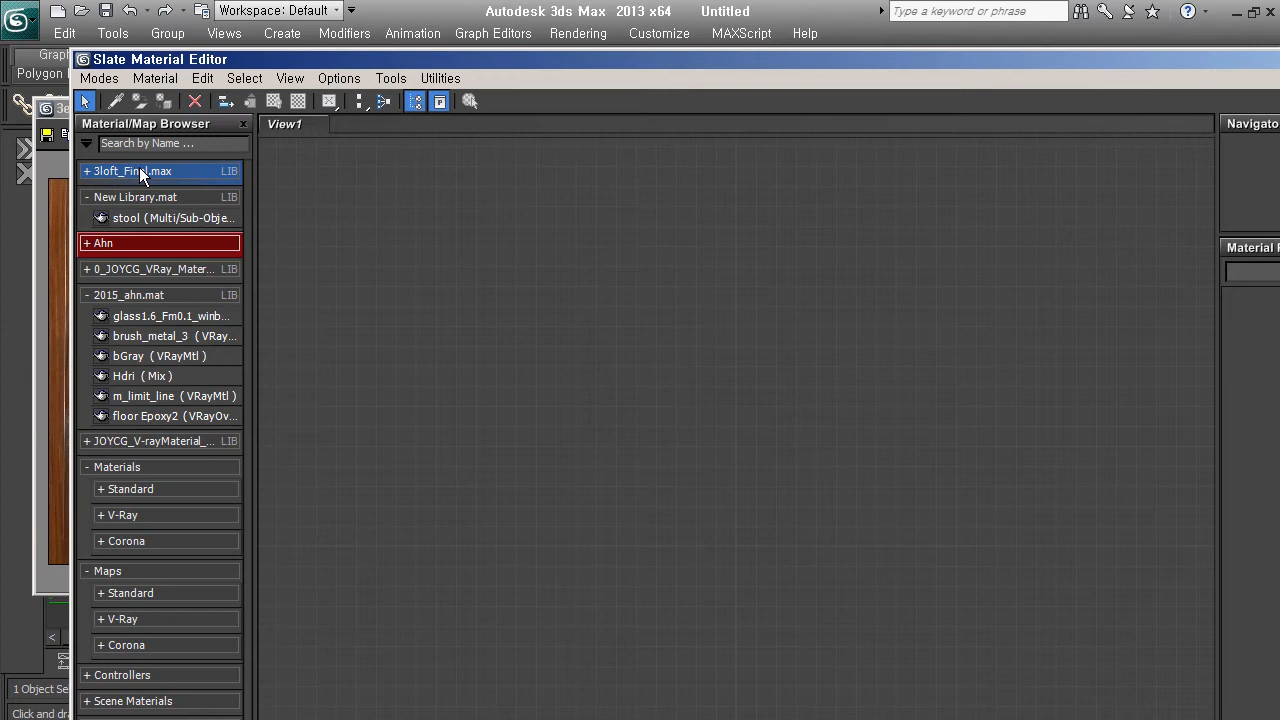 Workspace: Default
Autodesk 3ds Max 2013 x64 Untitled
Type a keyword or phrase
Edit Tools Group Views Create Modifiers Animation Graph Editors Rendering Customize MAXScript Help
Polygon
Slate Material Editor
Modes Material Edit Select View Options Tools Utilities
Material/Map Browser
View1
Search by Name ...
LIB
- New Library.mat LIB
stool (Multi/Sub-Obje...
+ Ahn
+ 0_JOYCG_VRay_Mater... LIB
- 2015_ahn.mat LIB
glass1.6_Fm0.1_winb...
brush_metal_3 (VRay...
bGray (VRayMtl)
Hdri (Mix)
m_limit_line (VRayMtl)
floor Epoxy2 (VRayOv...
+ JOYCG_V-rayMaterial_... LIB
- Materials
+ Standard
+ V-Ray
+ Corona
- Maps
+ Standard
+ V-Ray
+ Corona
+ Controllers
+ Scene Materials
Material
1 Object Se
Click and dra